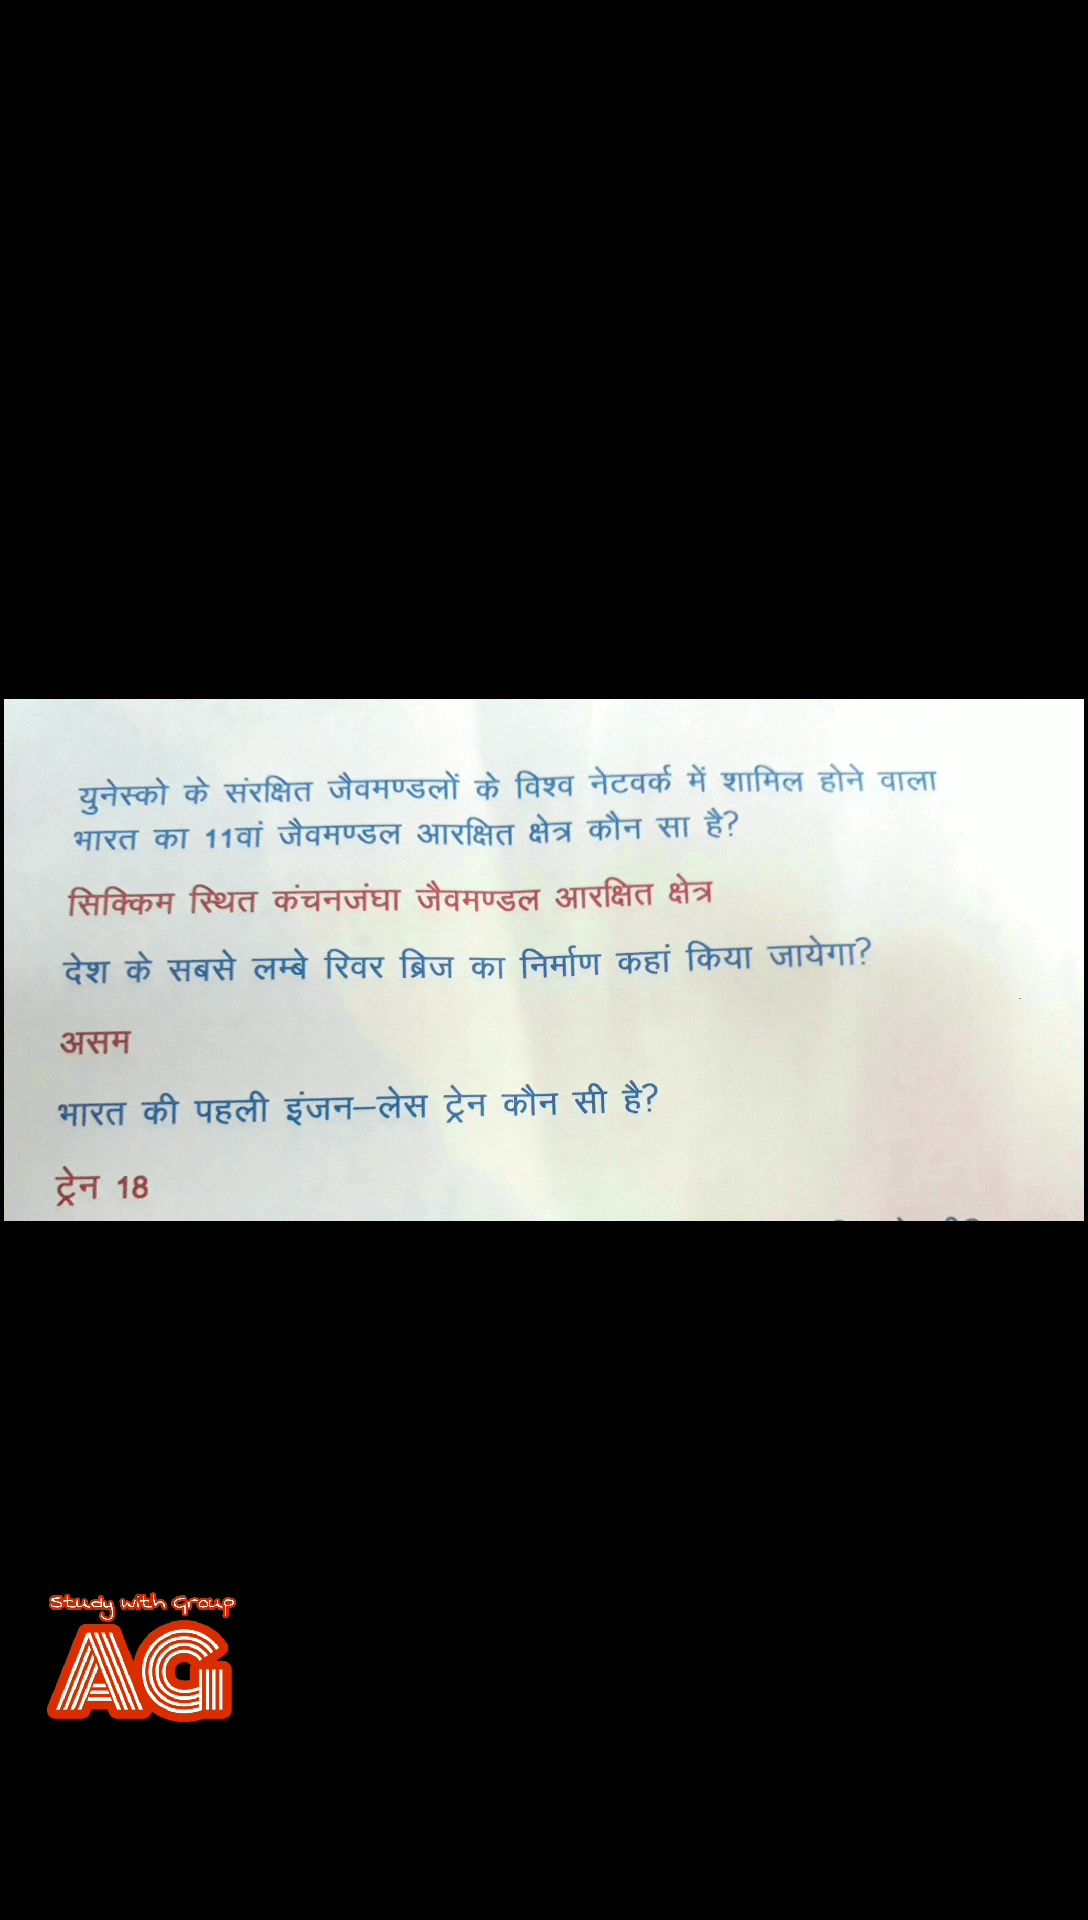 युनेस्को के संरक्षित जैवमण्डलों के विश्व नेटवर्क में शामिल होने वाला
भारत का 11वां जैवमण्डल आरक्षित क्षेत्र कौन सा है?
सिक्किम स्थित कंचनजंघा जैवमण्डल आरक्षित क्षेत्र
देश के सबसे लम्बे रिवर ब्रिज का निर्माण कहां किया जायेगा?
असम
भारत की पहली इंजन–लेस ट्रेन कौन सी है?
ट्रेन 18
Study with Group
AG